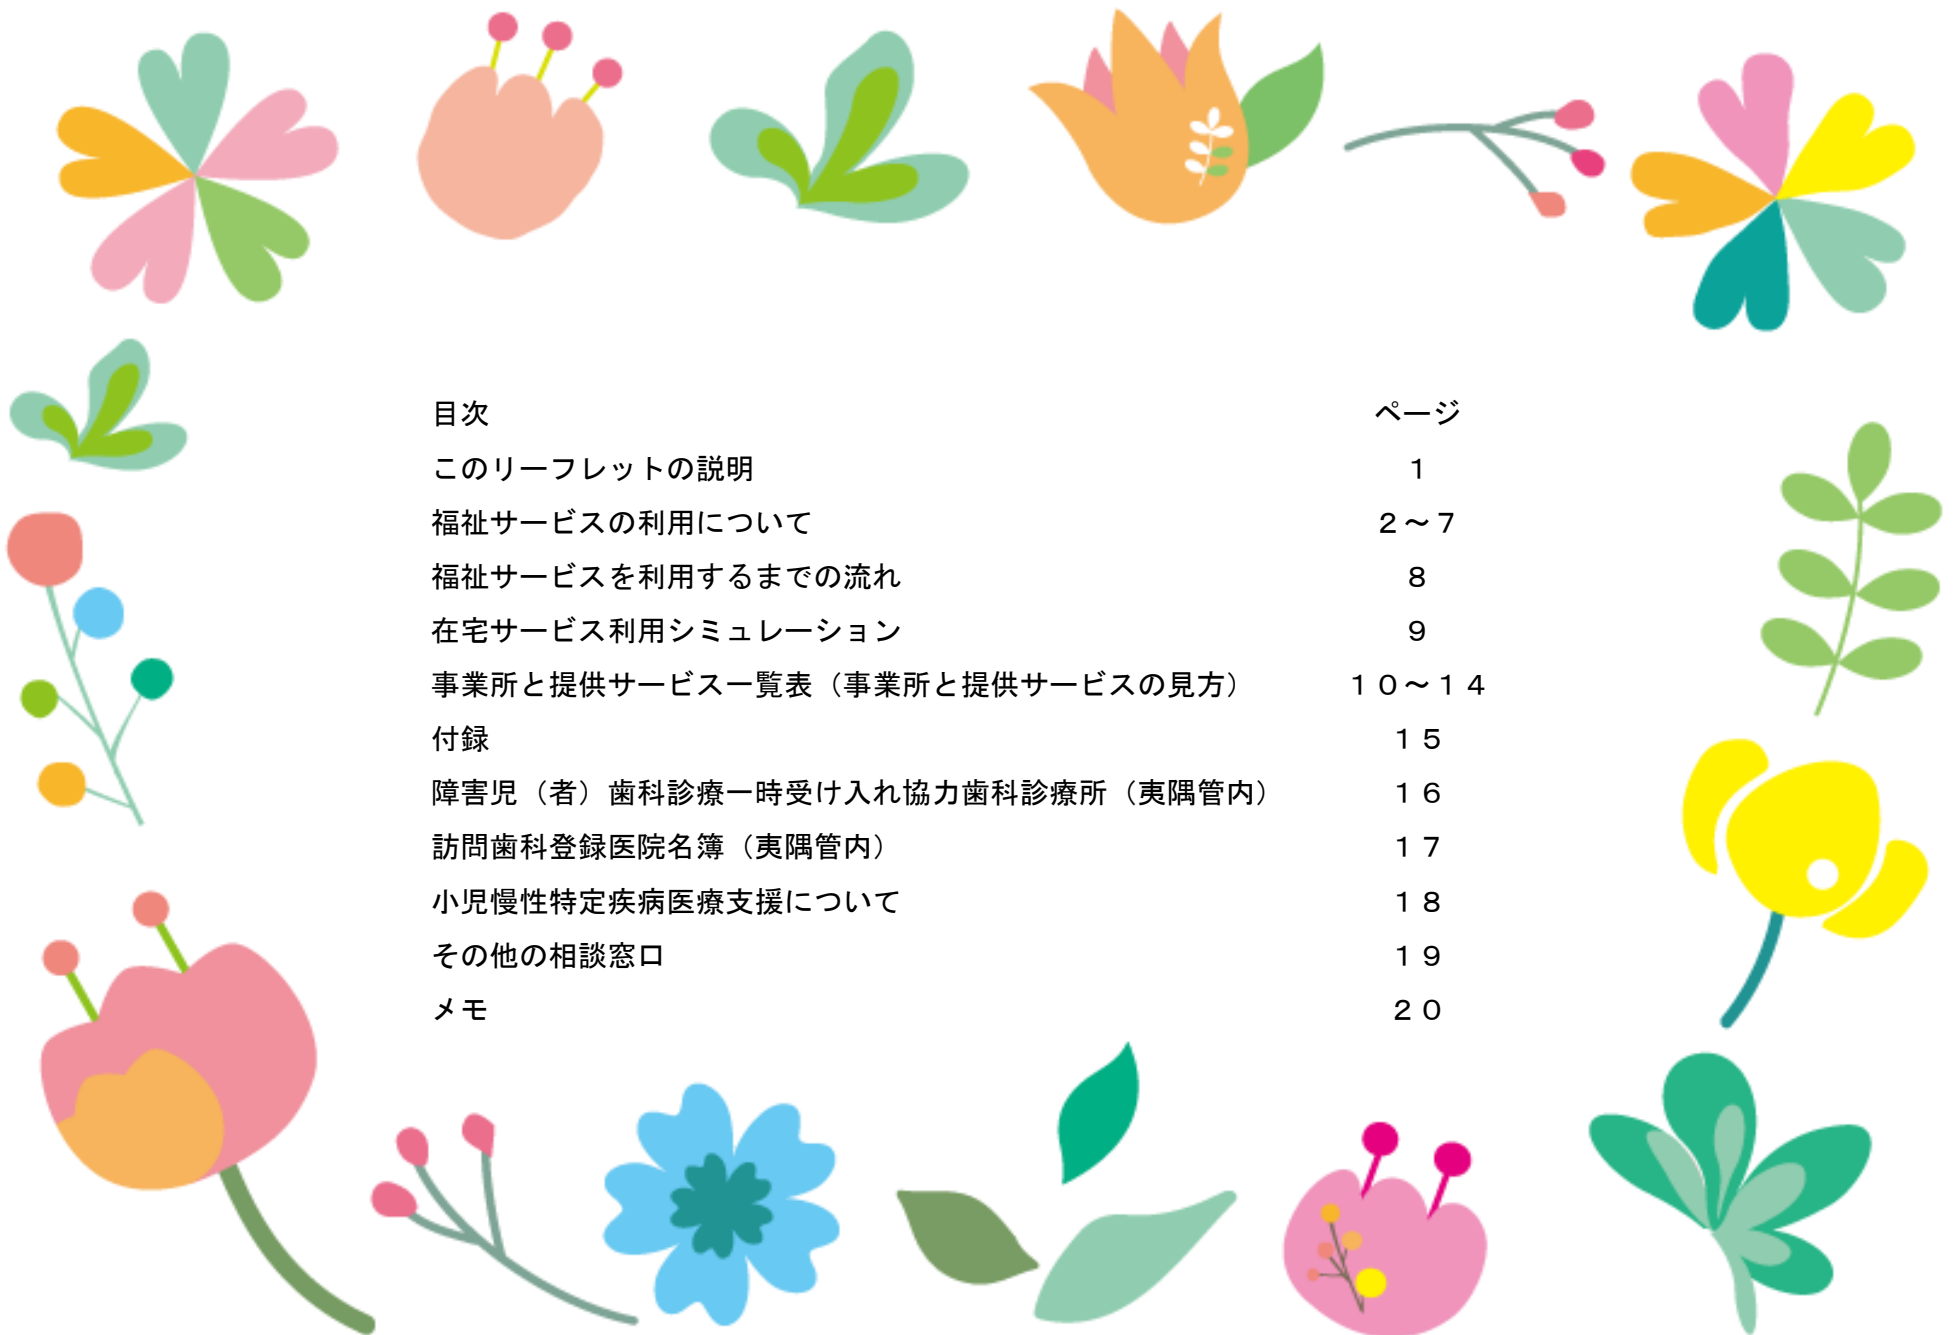 目次 ページ
このリーフレットの説明 1
福祉サービスの利用について 2～7
福祉サービスを利用するまでの流れ 8
在宅サービス利用シミュレーション 9
事業所と提供サービス一覧表（事業所と提供サービスの見方） 10～14
付録 15
障害児（者）歯科診療一時受け入れ協力歯科診療所（夷隅管内） 16
訪問歯科登録医院名簿（夷隅管内） 17
小児慢性特定疾病医療支援について 18
その他の相談窓口 19
メモ 20